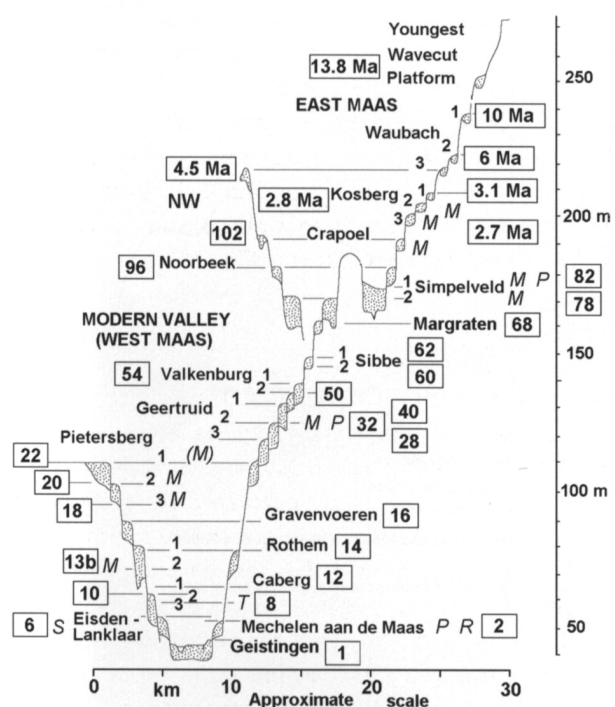 Youngest
Wavecut
13.8 Ma
Platform
250
EAST MAAS
1 10 Ma
Waubach
2
6 Ma
4.5 Ma
3
NW
2.8 Ma Kosberg 1 3.1 Ma
2
3 M M
200 m
102
Crapoel
M
2.7 Ma
96 Noorbeek
1 Simpelveld M P 82
2 M 78
MODERN VALLEY
(WEST MAAS)
Margraten 68
150
1 Sibbe 62
2 60
54 Valkenburg 1
2
50
Geertruid 1
2
3
M P 32
40
28
Pietersberg
22 1 (M)
20 2 M
18 3 M
100 m
Gravenvoeren 16
1 Rothem 14
13b M 2
1 Caberg 12
10 2
3 T 8
6 S Eisden -
Lanklaar
Mechelen aan de Maas P R 2
Geistingen 1
50
0 10 20 30
km Approximate scale